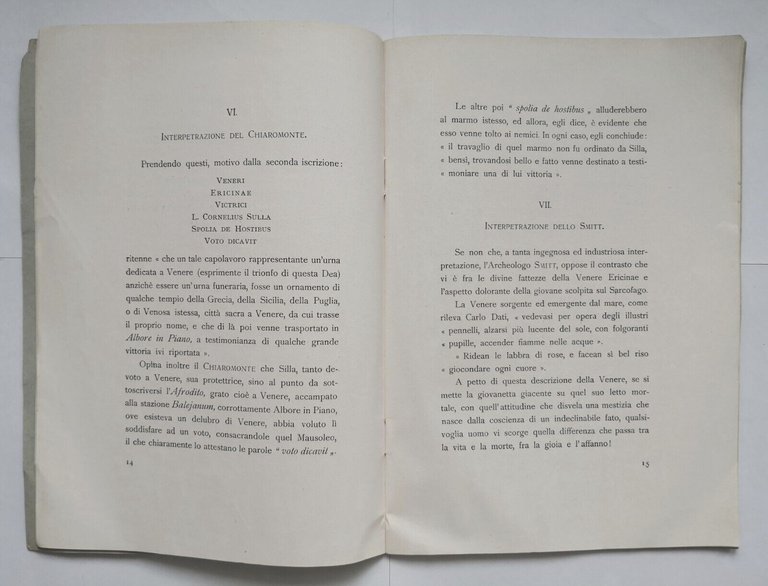 VI.
Interpetrazione del Chiaromonte.
Prendendo questi, motivo dalla seconda iscrizione:
Veneri
Ericinae
Victrici
L. Cornelius Sulla
Spolia de Hostibus
Voto dicavit
ritenne « che un tale capolavoro rappresentante un'urna
dedicata a Venere (esprimente il trionfo di questa Dea)
anzichè essere un'urna funeraria, fosse un ornamento di
qualche tempio della Grecia, della Sicilia, della Puglia,
o di Venosa istessa, città sacra a Venere, da cui trasse
il proprio nome, e che di là poi venne trasportato in
Albore in Piano, a testimonianza di qualche grande
vittoria ivi riportata ».
Opina inoltre il Chiaromonte che Silla, tanto de-
voto a Venere, sua protettrice, sino al punto da sot-
toscriversi l'Afrodito, grato cioè a Venere, accampato
alla stazione Balejanum, corrottamente Albore in Piano,
ove esisteva un delubro di Venere, abbia voluto lì
soddisfare ad un voto, consacrandole quel Mausoleo,
il che chiaramente lo attestano le parole “ voto dicavit „.
14
Le altre poi “ spolia de hostibus „ alluderebbero
al marmo istesso, ed allora, egli dice, è evidente che
esso venne tolto ai nemici. In ogni caso, egli conchiude:
« il travaglio di quel marmo non fu ordinato da Silla,
« bensì, trovandosi bello e fatto venne destinato a testi-
« moniare una di lui vittoria ».
VII.
Interpetrazione dello Smitt.
Se non che, a tanta ingegnosa ed industriosa inter-
pretazione, l'Archeologo Smitt, oppose il contrasto che
vi è fra le divine fattezze della Venere Ericinae e
l'aspetto dolorante della giovane scolpita sul Sarcofago.
La Venere sorgente ed emergente dal mare, come
rileva Carlo Dati, « vedevasi per opera degli illustri
« pennelli, alzarsi più lucente del sole, con folgoranti
« pupille, accender fiamme nelle acque ».
« Ridean le labbra di rose, e facean sì bel riso
« giocondare ogni cuore ».
A petto di questa descrizione della Venere, se si
mette la giovanetta giacente su quel suo letto mor-
tale, con quell'attitudine che disvela una mestizia che
nasce dalla coscienza di un indeclinabile fato, qualsi-
voglia uomo vi scorge quella differenza che passa tra
la vita e la morte, fra la gioia e l'affanno!
15